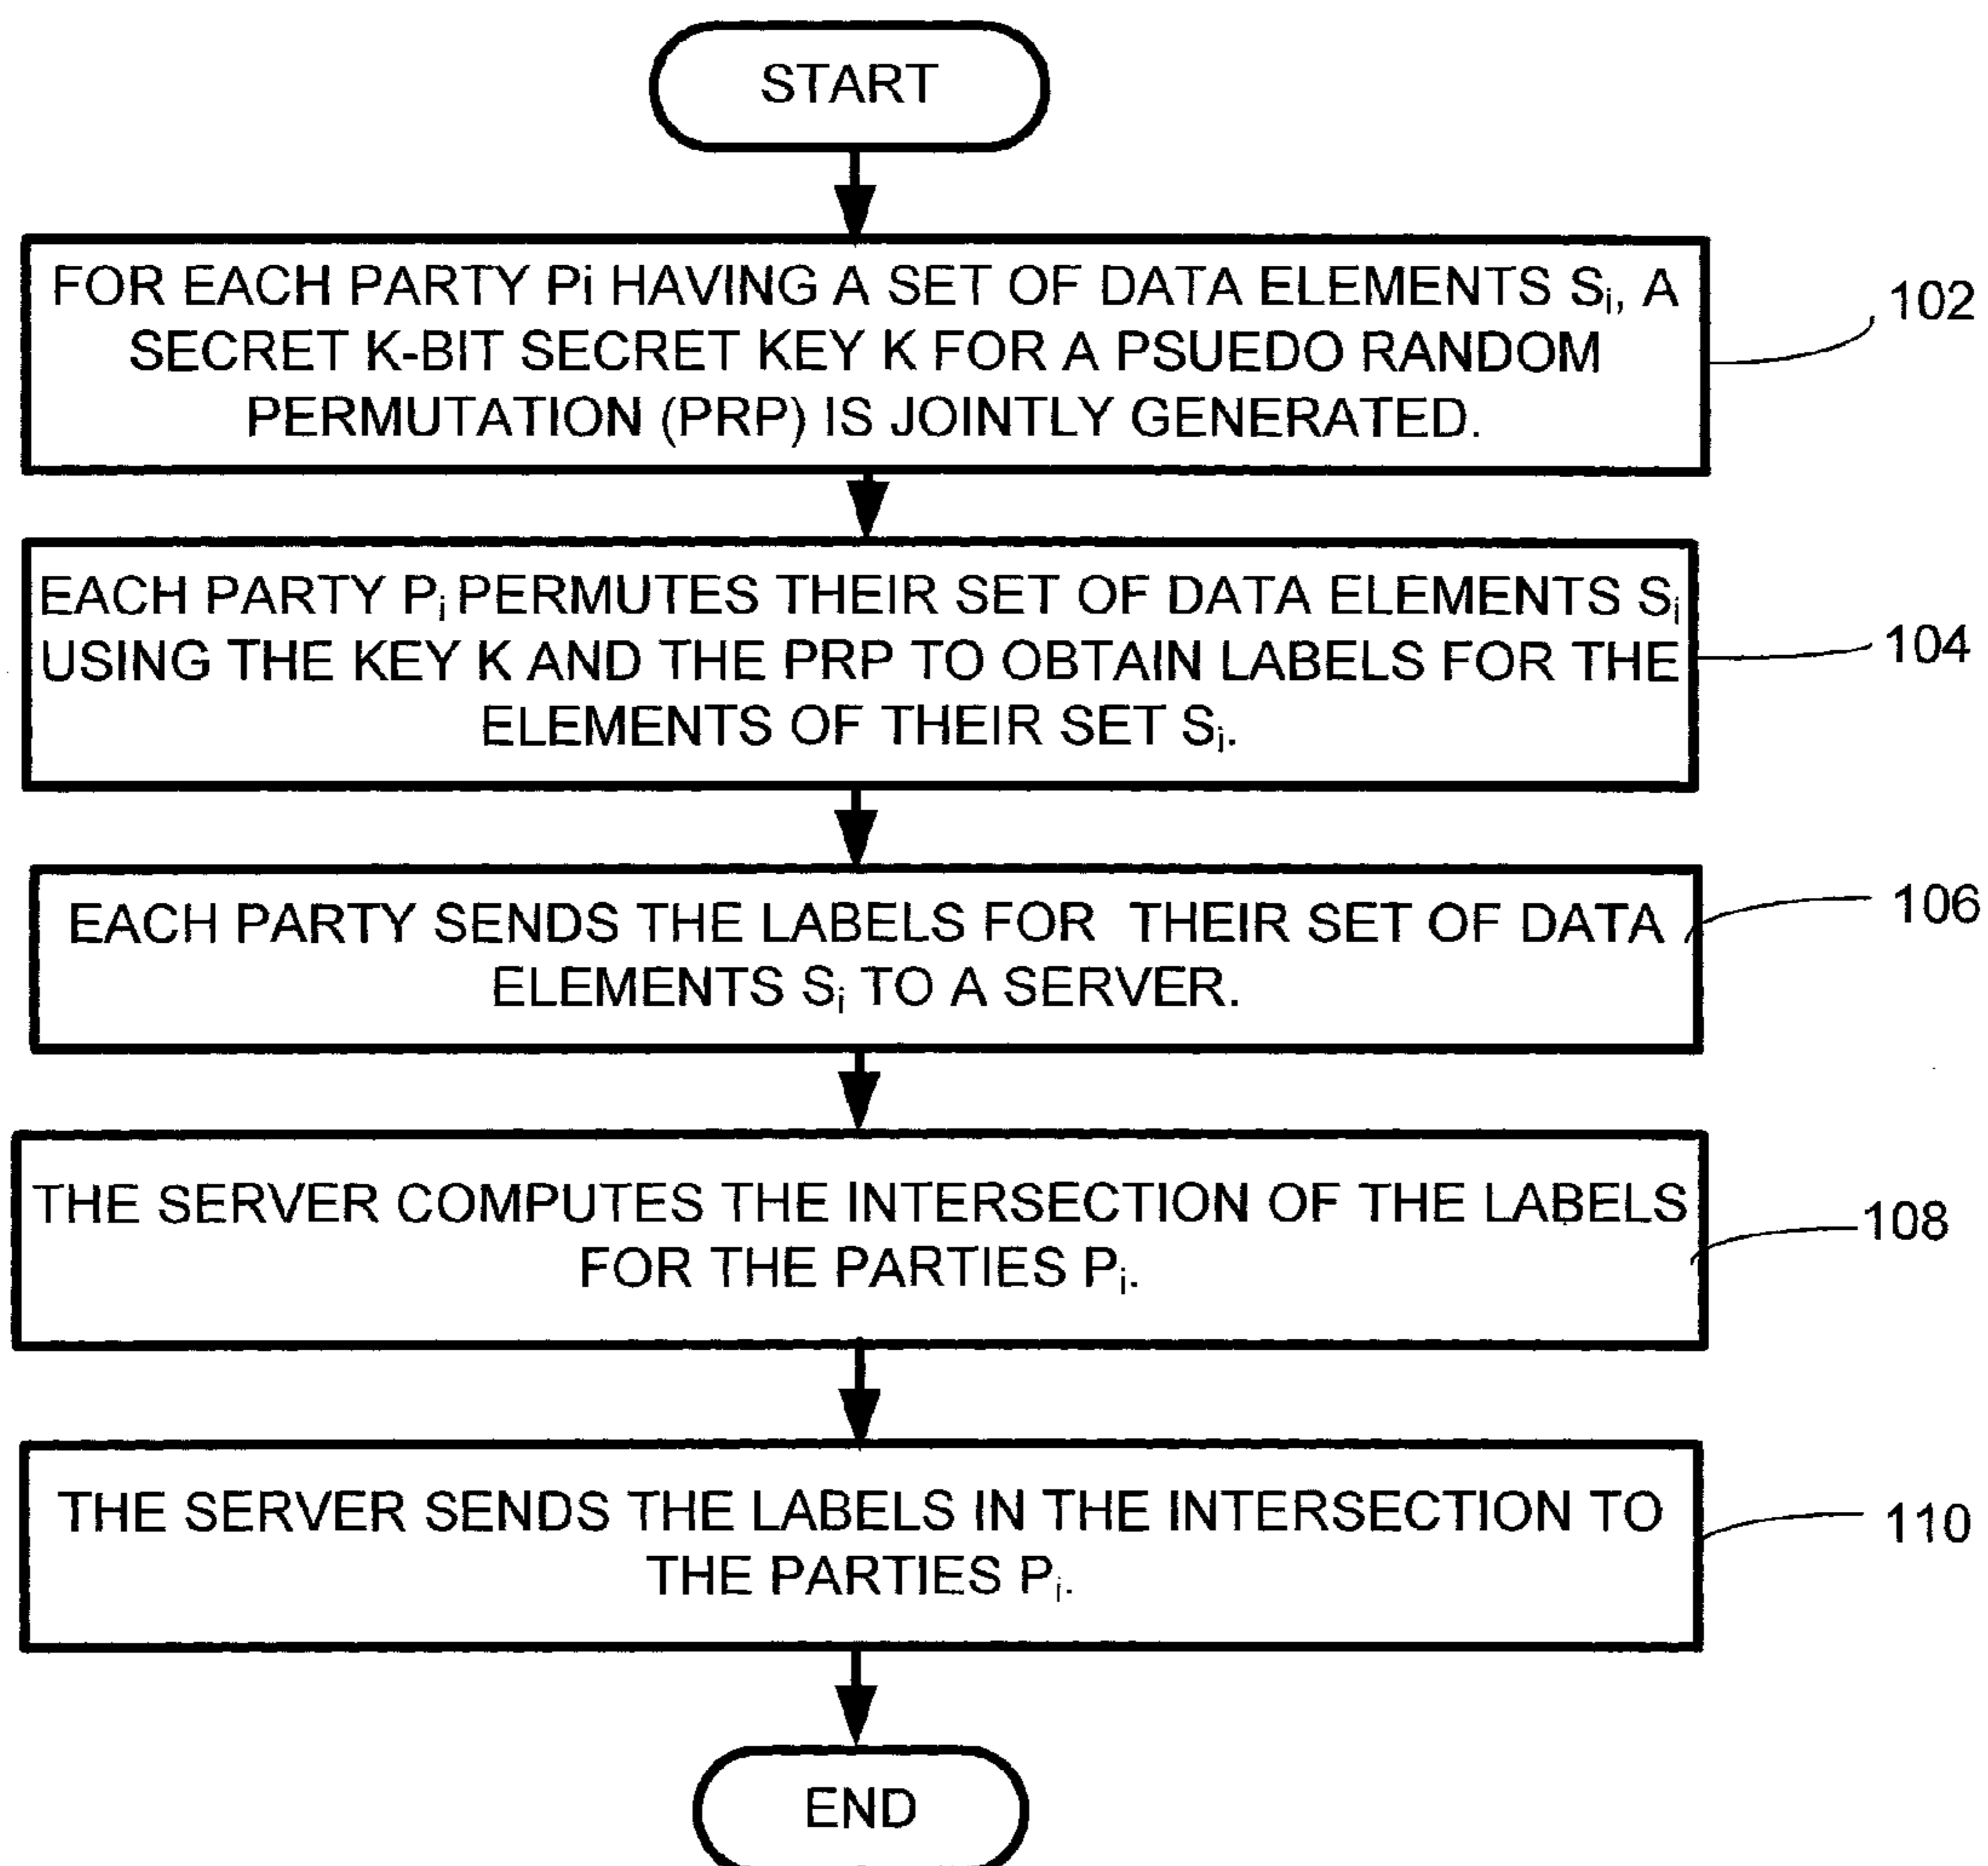 START
FOR EACH PARTY Pi HAVING A SET OF DATA ELEMENTS Si, A
SECRET K-BIT SECRET KEY K FOR A PSUEDO RANDOM
PERMUTATION (PRP) IS JOINTLY GENERATED.
102
EACH PARTY Pi PERMUTES THEIR SET OF DATA ELEMENTS Si
USING THE KEY K AND THE PRP TO OBTAIN LABELS FOR THE
ELEMENTS OF THEIR SET Si.
104
EACH PARTY SENDS THE LABELS FOR THEIR SET OF DATA
ELEMENTS Si TO A SERVER.
106
THE SERVER COMPUTES THE INTERSECTION OF THE LABELS
FOR THE PARTIES Pi.
108
THE SERVER SENDS THE LABELS IN THE INTERSECTION TO
THE PARTIES Pi.
110
END